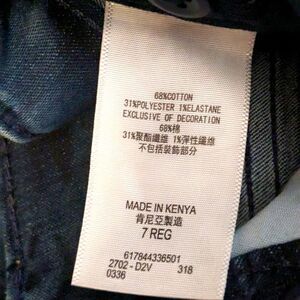 68%COTTON
31%POLYESTER 1%ELASTANE
EXCLUSIVE OF DECORATION
68%棉
31%聚酯纖維 1%彈性纖維
不包括裝飾部分
MADE IN KENYA
肯尼亞製造
7 REG
617844336501
2702 - D2V 318
0336